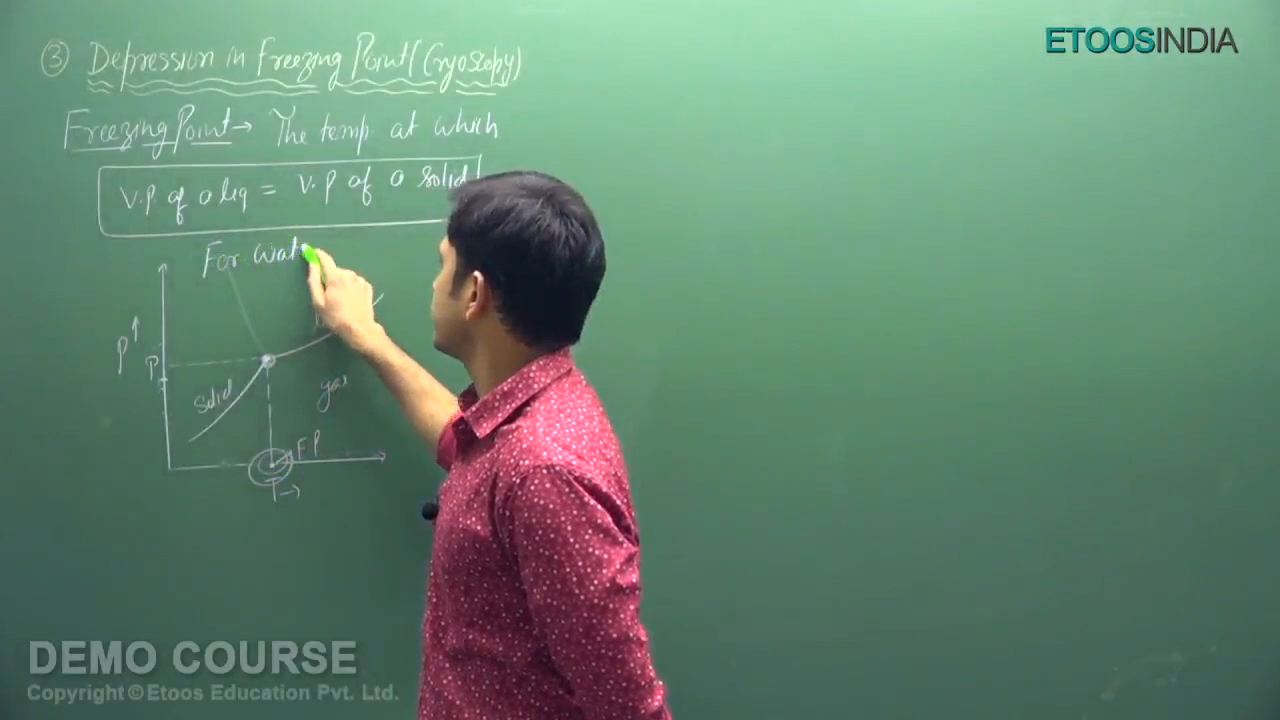 ETOOSINDIA
③ Depression in Freezing Point (Cryoscopy)
Freezing Point → The temp. at which
V.P of a liq = V.P of a solid
For Wat
P ↑
P
solid
gas
FP
T →
DEMO COURSE
Copyright © Etoos Education Pvt. Ltd.